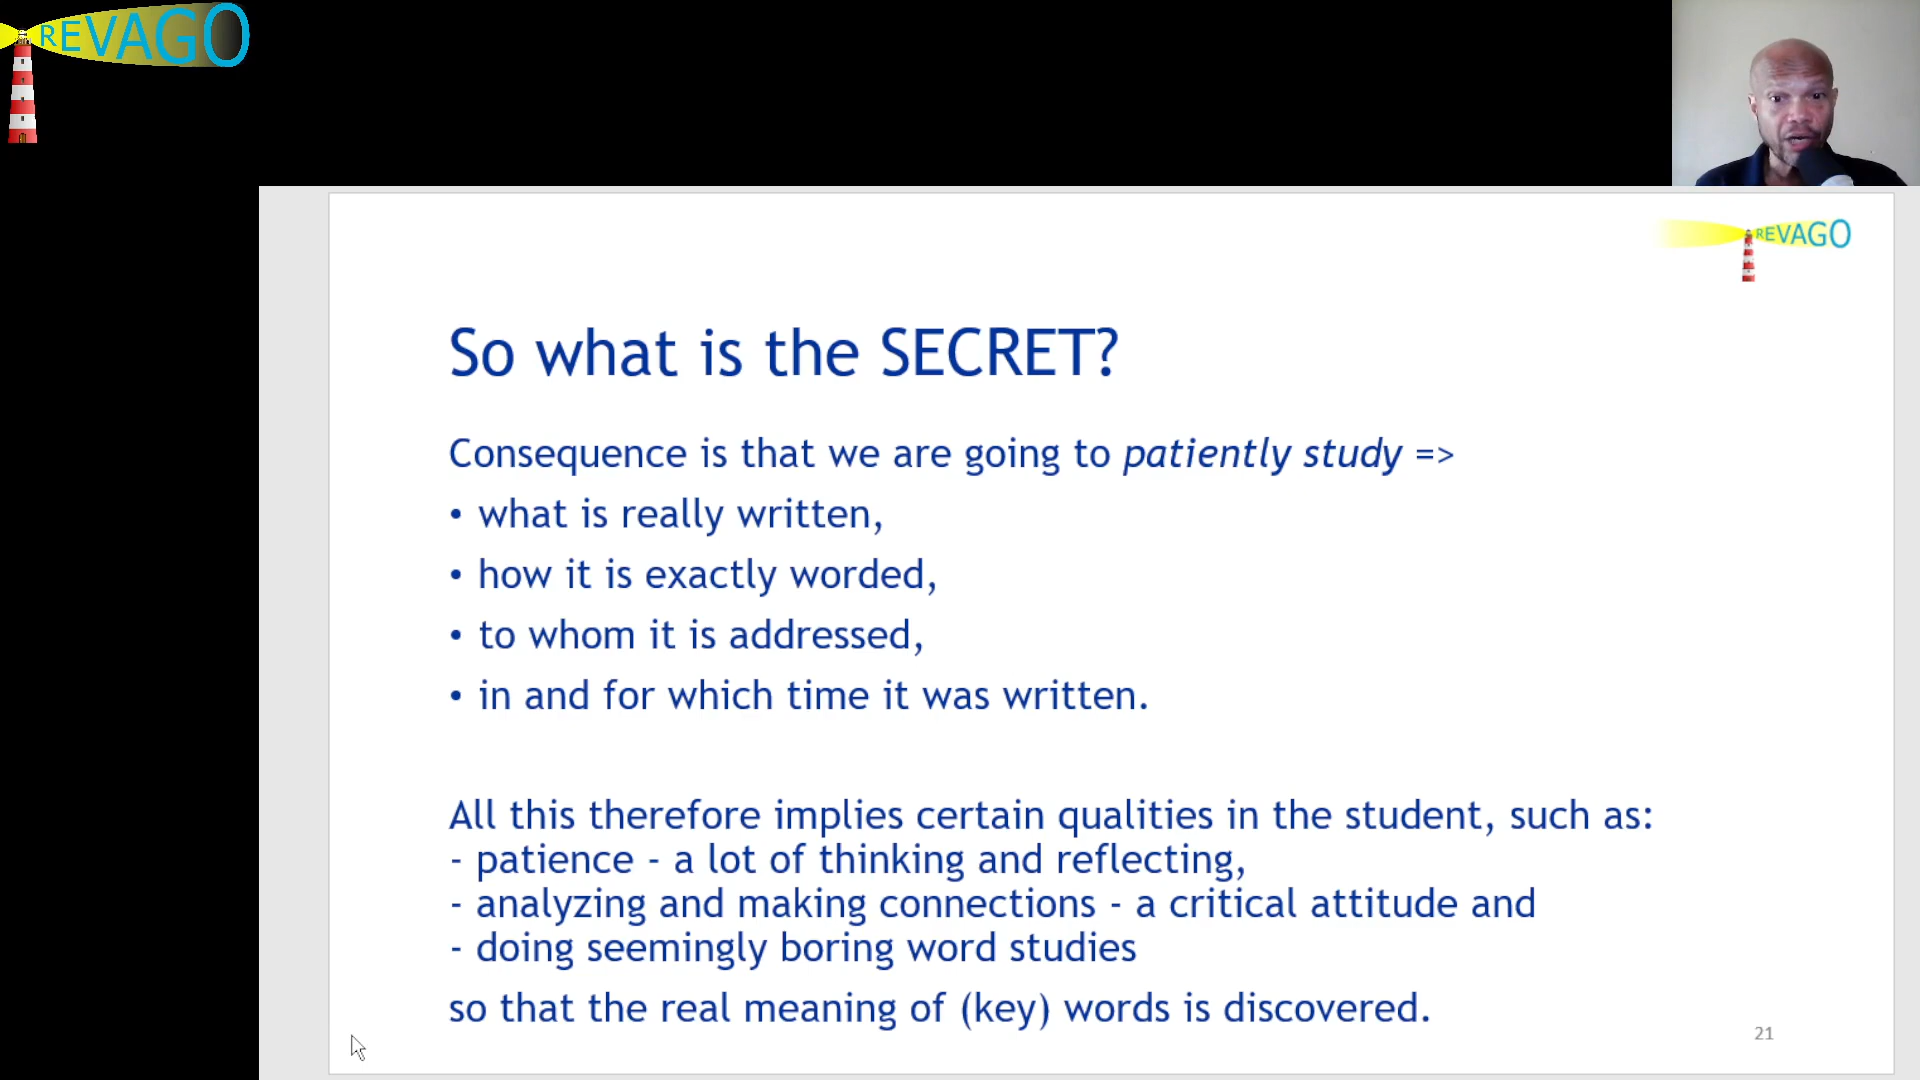 REVAGO
REVAGO
So what is the SECRET?
Consequence is that we are going to patiently study =>
• what is really written,
• how it is exactly worded,
• to whom it is addressed,
• in and for which time it was written.
All this therefore implies certain qualities in the student, such as:
- patience - a lot of thinking and reflecting,
- analyzing and making connections - a critical attitude and
- doing seemingly boring word studies
so that the real meaning of (key) words is discovered.
21